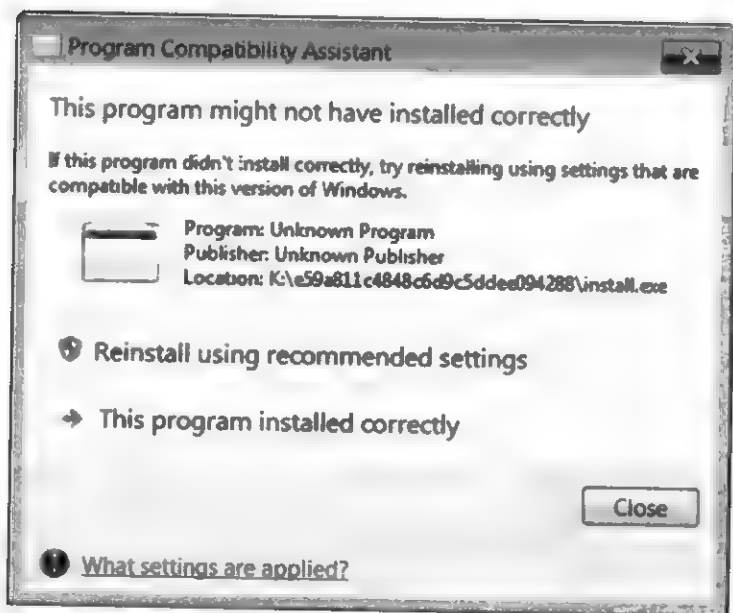 Program Compatibility Assistant
This program might not have installed correctly
If this program didn't install correctly, try reinstalling using settings that are
compatible with this version of Windows.
Program: Unknown Program
Publisher: Unknown Publisher
Location: K:\e59a811c4848c6d9c5ddee094288\install.exe
Reinstall using recommended settings
This program installed correctly
Close
What settings are applied?